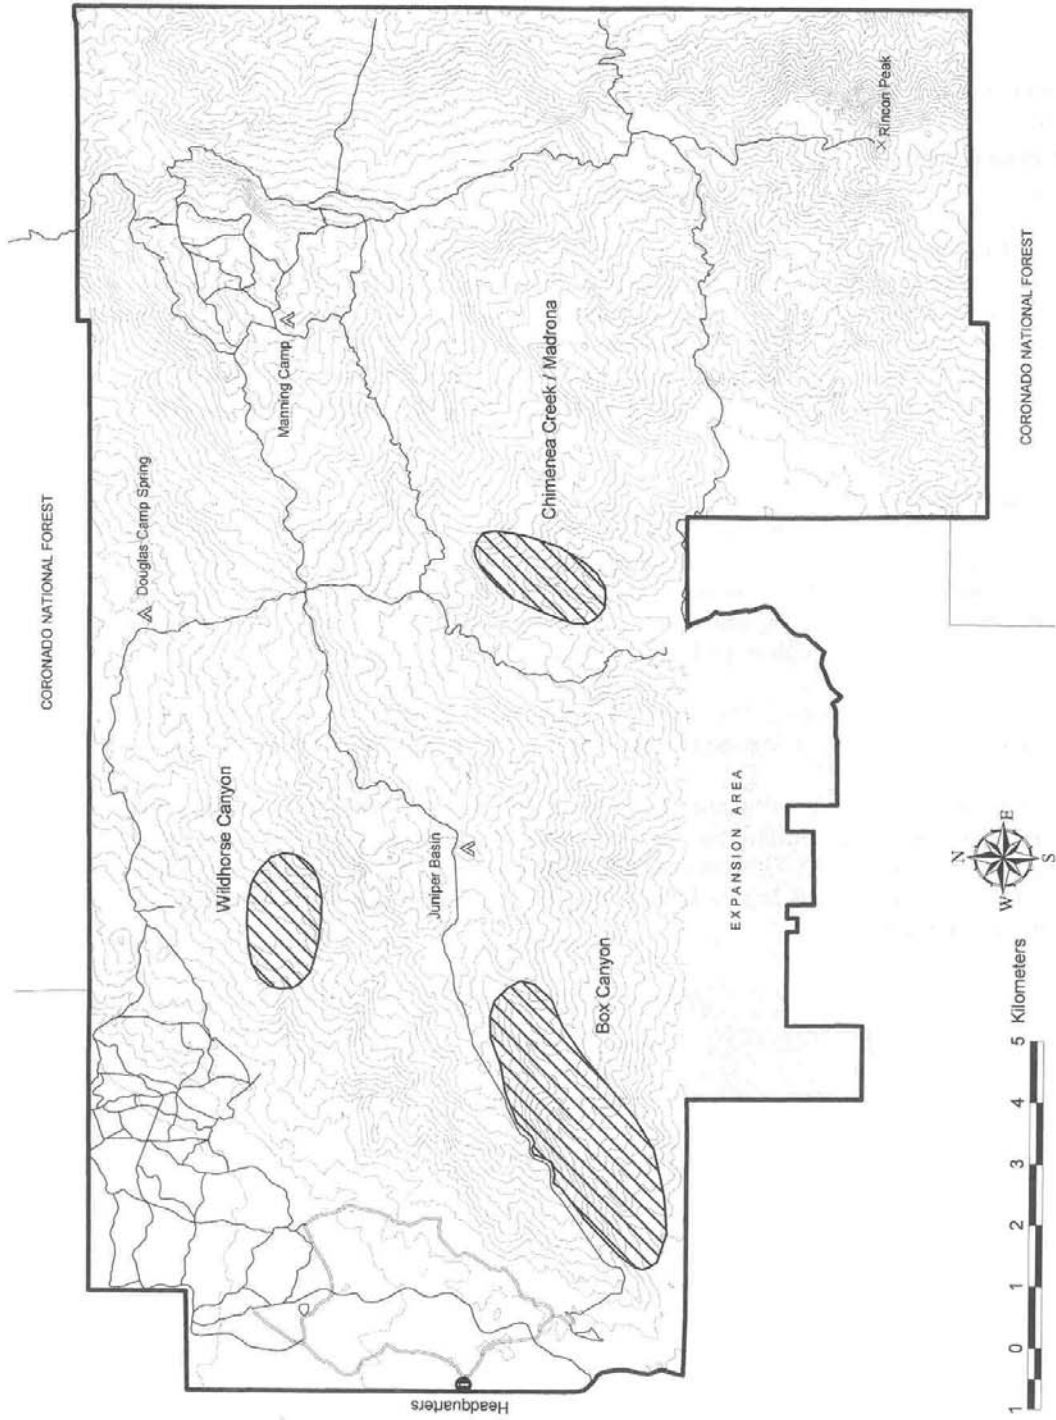 CORONADO NATIONAL FOREST
Douglas Camp Spring
Manning Camp
Wildhorse Canyon
Juniper Basin
Chimenea Creek / Madrona
Box Canyon
Rincon Peak
Headquarters
i
EXPANSION AREA
CORONADO NATIONAL FOREST
N
W
E
S
1 0 1 2 3 4 5 Kilometers